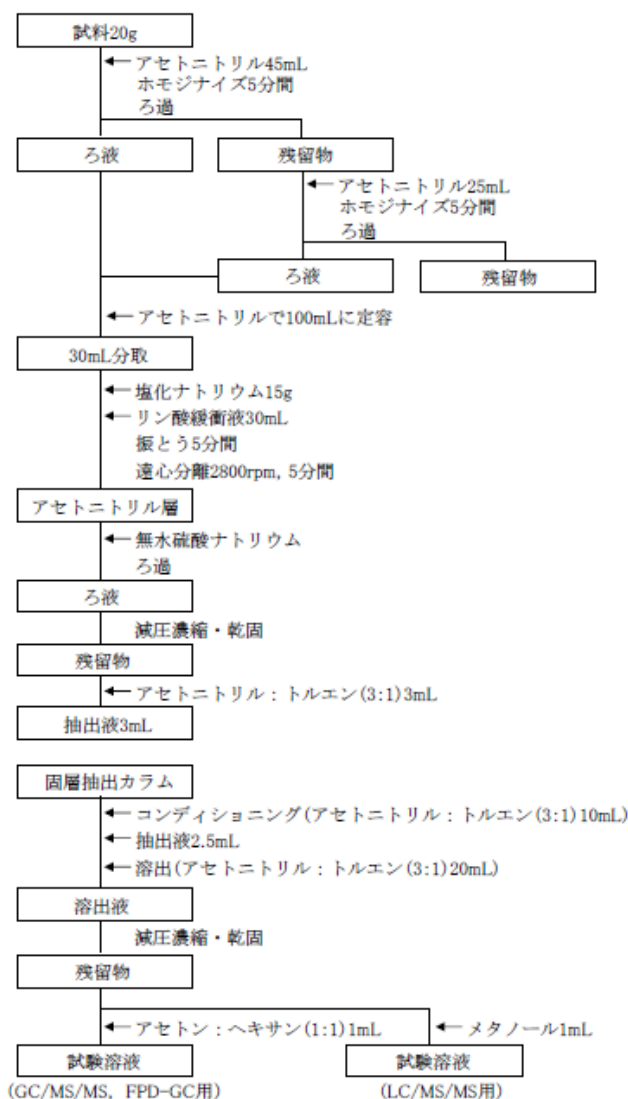 試料20g
アセトニトリル45mL
ホモジナイズ5分間
ろ過
ろ液
残留物
アセトニトリル25mL
ホモジナイズ5分間
ろ過
ろ液
残留物
アセトニトリルで100mLに定容
30mL分取
塩化ナトリウム15g
リン酸緩衝液30mL
振とう5分間
遠心分離2800rpm, 5分間
アセトニトリル層
無水硫酸ナトリウム
ろ過
ろ液
減圧濃縮・乾固
残留物
アセトニトリル：トルエン(3:1)3mL
抽出液3mL
固層抽出カラム
コンディショニング(アセトニトリル：トルエン(3:1)10mL)
抽出液2.5mL
溶出(アセトニトリル：トルエン(3:1)20mL)
溶出液
減圧濃縮・乾固
残留物
アセトン：ヘキサン(1:1)1mL
メタノール1mL
試験溶液
試験溶液
(GC/MS/MS, FPD-GC用)
(LC/MS/MS用)